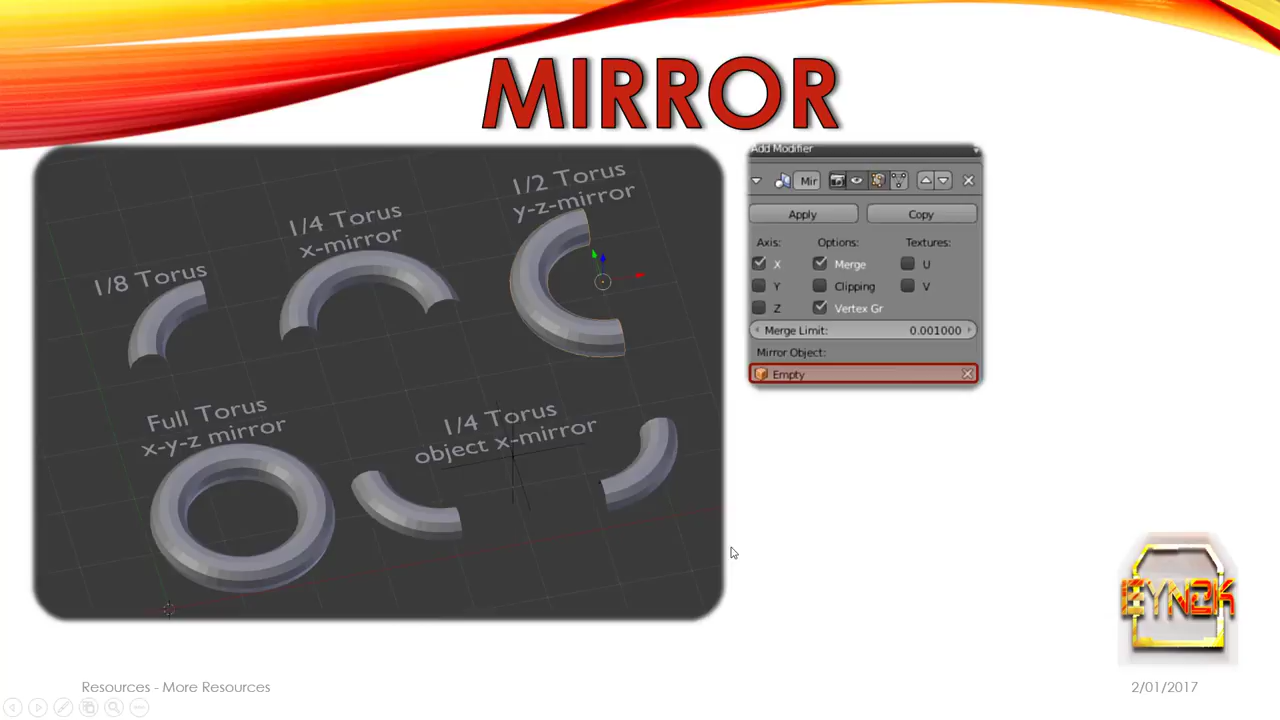 MIRROR
1/8 Torus
1/4 Torus
x-mirror
1/2 Torus
y-z-mirror
Full Torus
x-y-z mirror
1/4 Torus
object x-mirror
Add Modifier
Mir
Apply
Copy
Axis:
Options:
Textures:
X
Merge
U
Y
Clipping
V
Z
Vertex Gr
Merge Limit: 0.001000
Mirror Object:
Empty
EYN2K
Resources - More Resources
2/01/2017